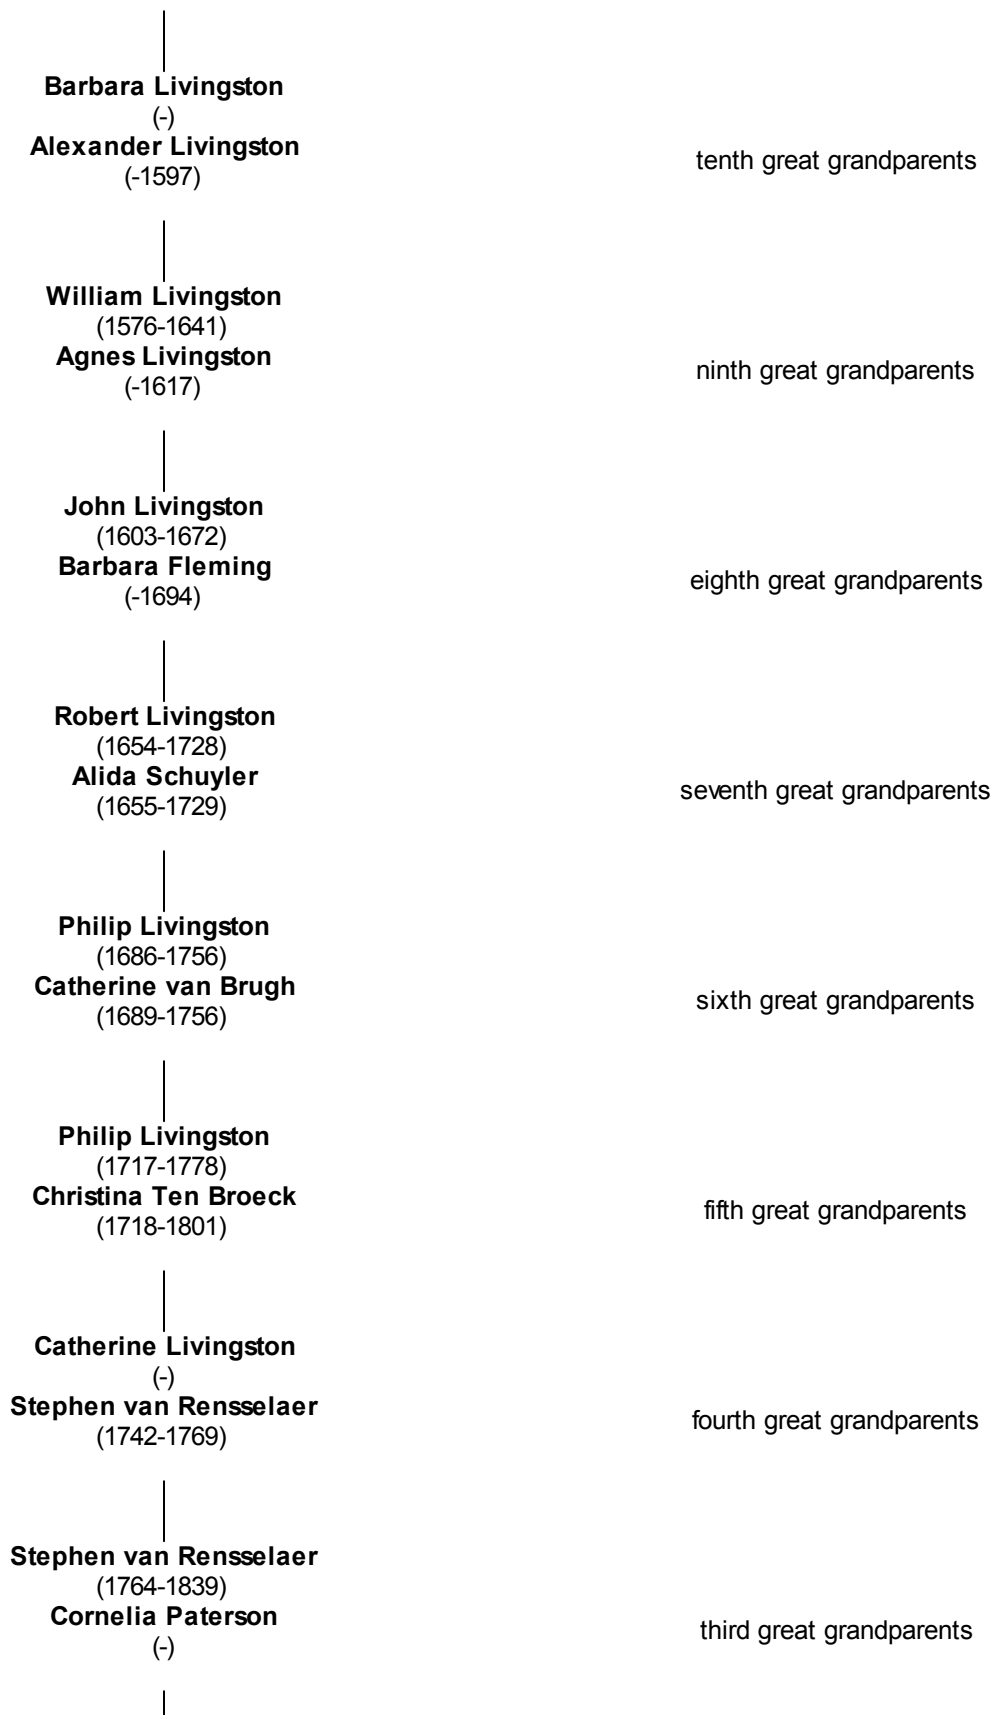 Barbara Livingston
(-)
Alexander Livingston
(-1597)
tenth great grandparents
William Livingston
(1576-1641)
Agnes Livingston
(-1617)
ninth great grandparents
John Livingston
(1603-1672)
Barbara Fleming
(-1694)
eighth great grandparents
Robert Livingston
(1654-1728)
Alida Schuyler
(1655-1729)
seventh great grandparents
Philip Livingston
(1686-1756)
Catherine van Brugh
(1689-1756)
sixth great grandparents
Philip Livingston
(1717-1778)
Christina Ten Broeck
(1718-1801)
fifth great grandparents
Catherine Livingston
(-)
Stephen van Rensselaer
(1742-1769)
fourth great grandparents
Stephen van Rensselaer
(1764-1839)
Cornelia Paterson
(-)
third great grandparents